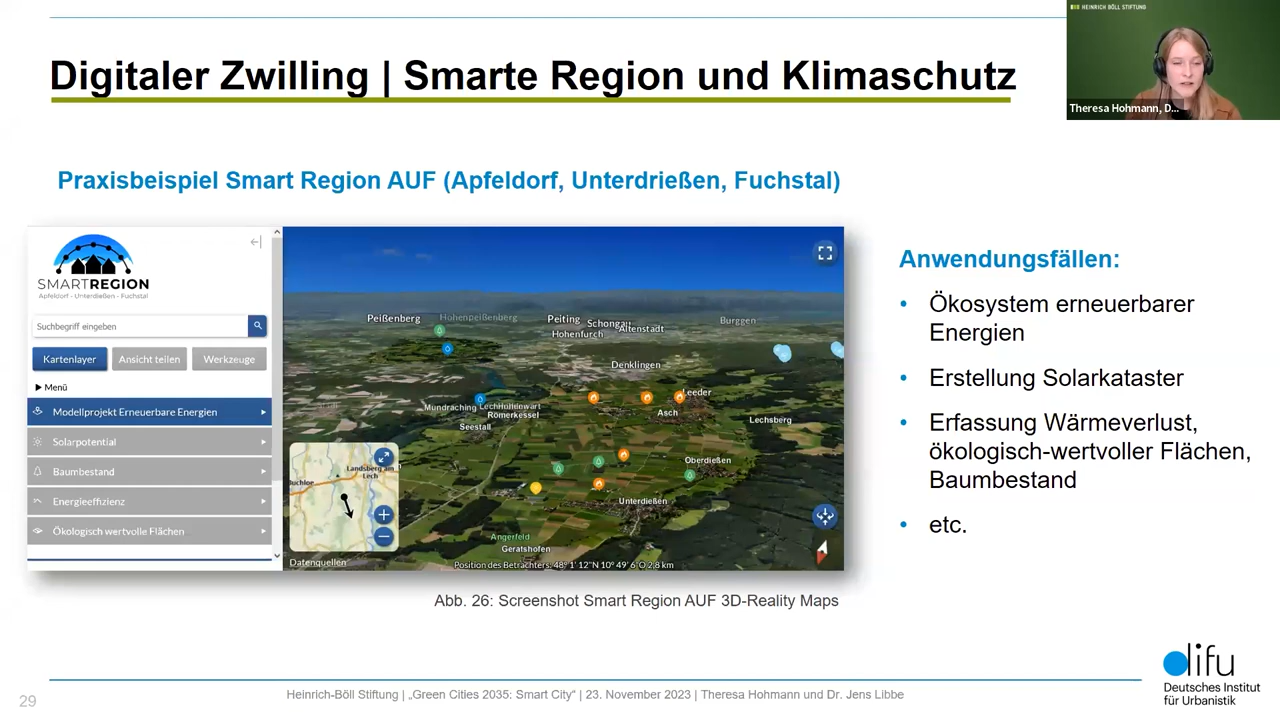 HEINRICH BÖLL STIFTUNG
Theresa Hohmann, D...
Digitaler Zwilling | Smarte Region und Klimaschutz
Praxisbeispiel Smart Region AUF (Apfeldorf, Unterdrießen, Fuchstal)
SMARTREGION
Apfeldorf - Unterdießen - Fuchstal
Suchbegriff eingeben
Kartenlayer
Ansicht teilen
Werkzeuge
Menü
Modellprojekt Erneuerbare Energien
Solarpotential
Baumbestand
Energieeffizienz
Ökologisch wertvolle Flächen
Peißenberg
Hohenpeißenberg
Peiting
Schongau
Altenstadt
Hohenfurch
Burggen
Denklingen
Leeder
Mundraching
Römerkessel
Asch
Seestall
Lechsberg
Oberdießen
Landsberg am
Lech
Unterdießen
Angerfeld
Geratshofen
Datenquellen
Position des Betrachters: 48° 1' 12"N 10° 49' 6"O 2,8 km
Abb. 26: Screenshot Smart Region AUF 3D-Reality Maps
Anwendungsfällen:
• Ökosystem erneuerbarer
Energien
• Erstellung Solarkataster
• Erfassung Wärmeverlust,
ökologisch-wertvoller Flächen,
Baumbestand
• etc.
29
Heinrich-Böll Stiftung | „Green Cities 2035: Smart City“ | 23. November 2023 | Theresa Hohmann und Dr. Jens Libbe
difu
Deutsches Institut
für Urbanistik